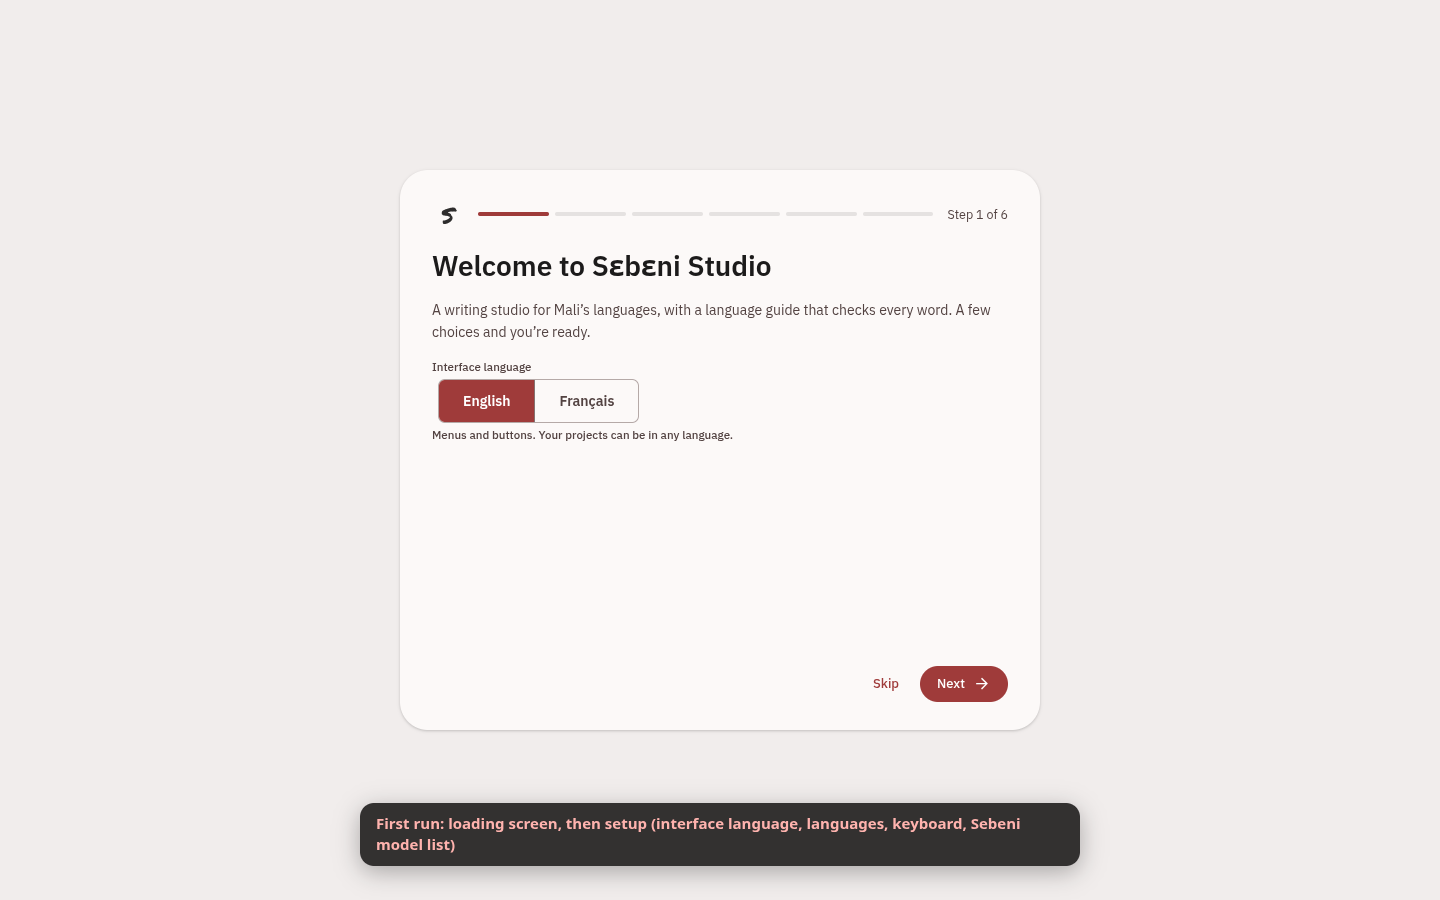 Step 1 of 6
Welcome to Sɛbɛni Studio
A writing studio for Mali’s languages, with a language guide that checks every word. A few
choices and you’re ready.
Interface language
English
Français
Menus and buttons. Your projects can be in any language.
Skip
Next
First run: loading screen, then setup (interface language, languages, keyboard, Sebeni
model list)